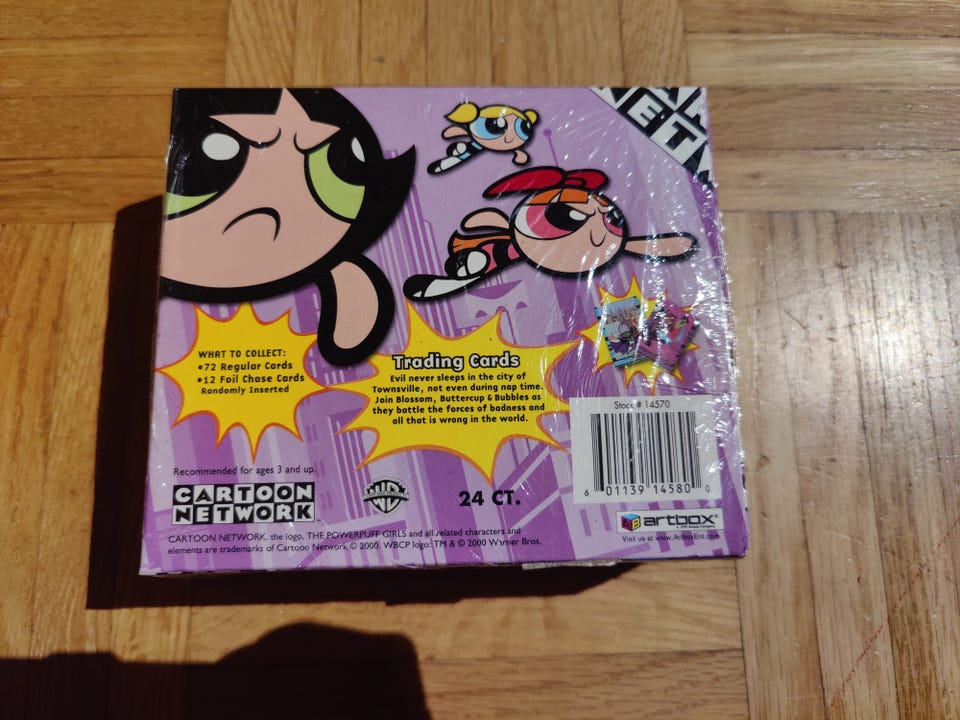 ET
WHAT TO COLLECT:
•72 Regular Cards
•12 Foil Chase Cards
Randomly Inserted
Trading Cards
Evil never sleeps in the city of
Townsville, not even during nap time.
Join Blossom, Buttercup & Bubbles as
they battle the forces of badness and
all that is wrong in the world.
Stock # 14570
6 01139 14580 0
Recommended for ages 3 and up.
CARTOON
NETWORK
TM
24 CT.
artbox
Visit us at www.ArtboxEnt.com
CARTOON NETWORK, the logo, THE POWERPUFF GIRLS and all related characters and
elements are trademarks of Cartoon Network © 2000. WBCP logo: TM & © 2000 Warner Bros.